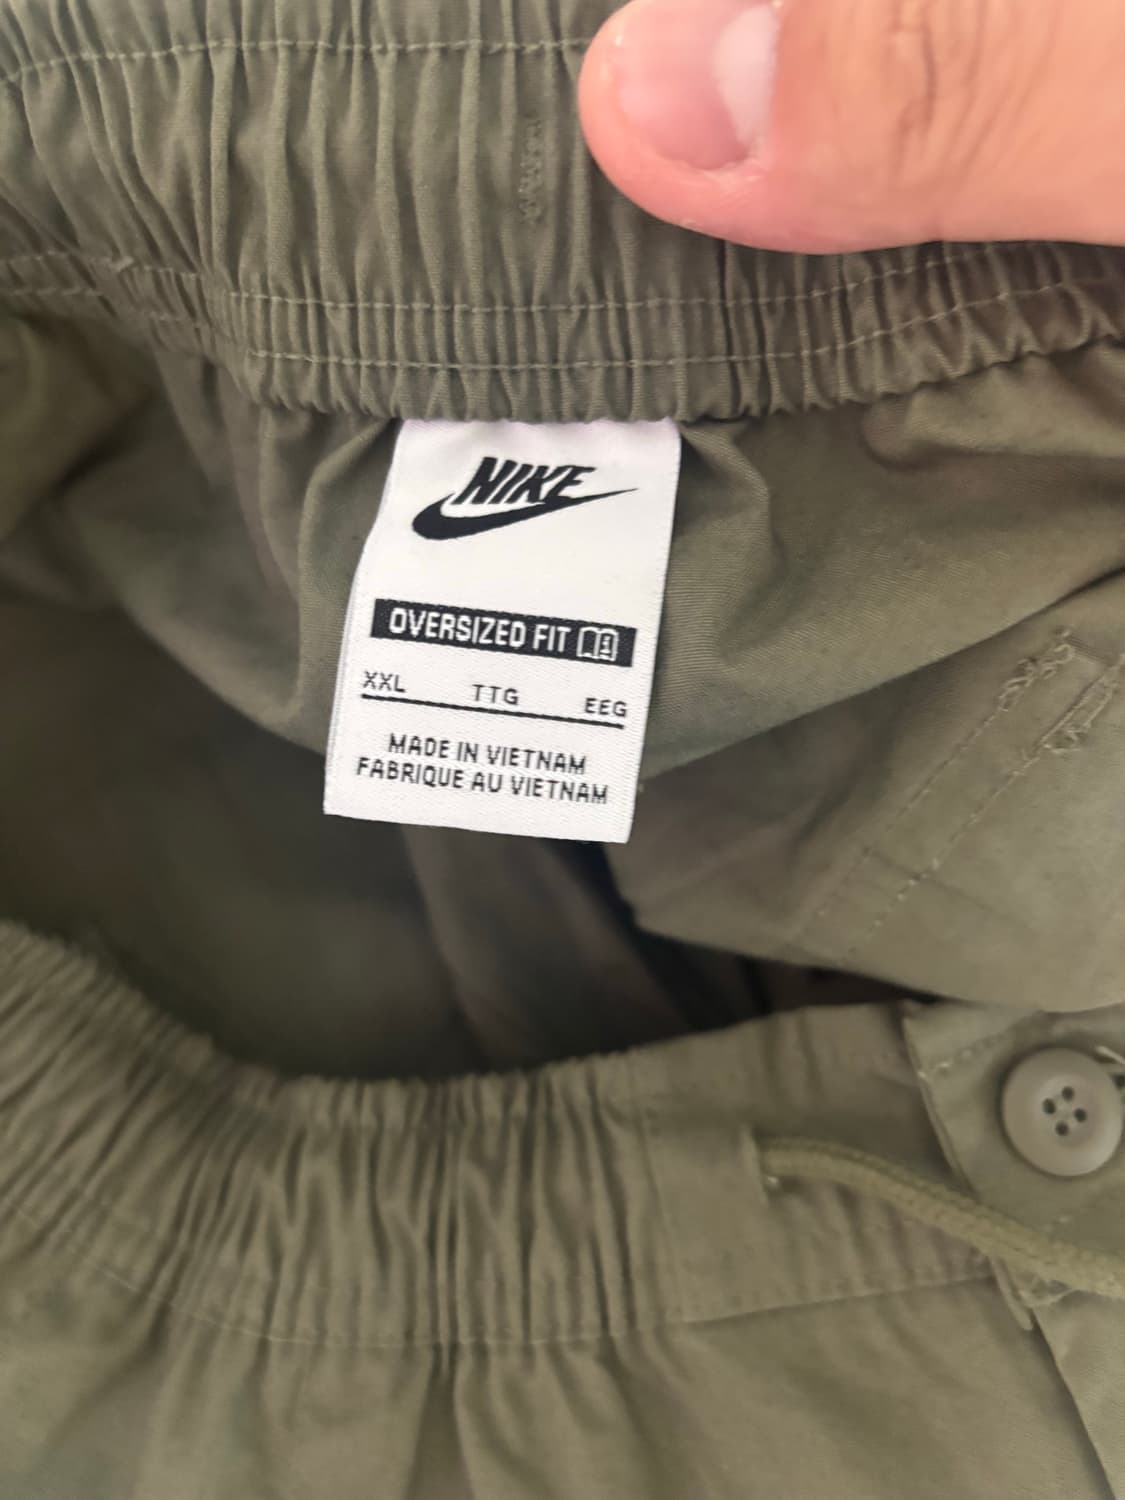 NIKE
OVERSIZED FIT
XXL TTG EEG
MADE IN VIETNAM
FABRIQUE AU VIETNAM